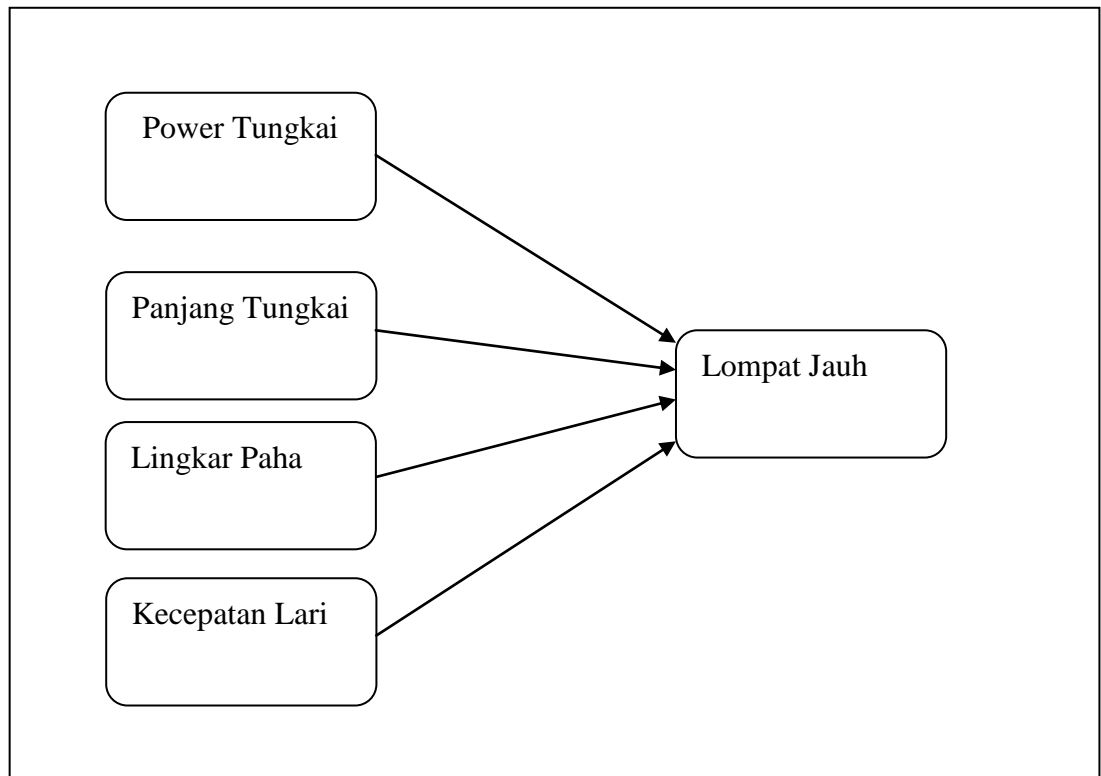 Power Tungkai
Panjang Tungkai
Lompat Jauh
Lingkar Paha
Kecepatan Lari